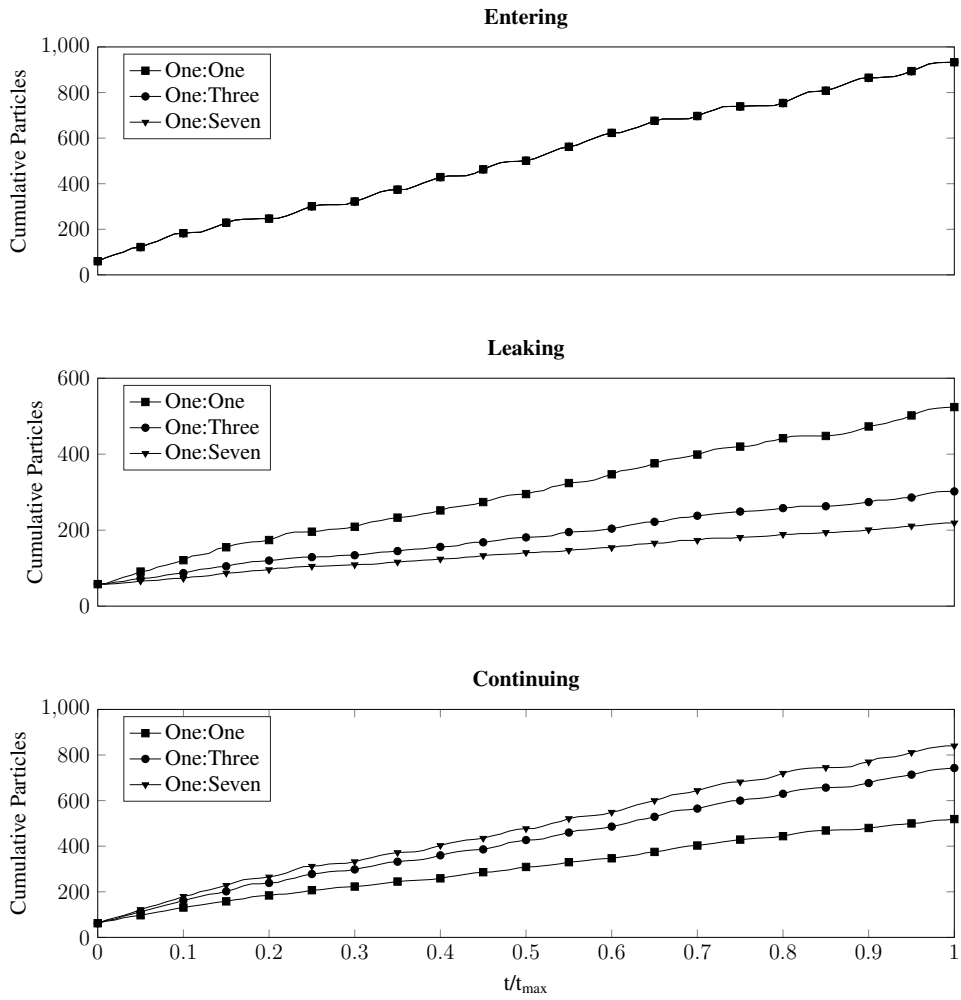 Entering
1,000
800
600
400
200
0
Cumulative Particles
One:One
One:Three
One:Seven
Leaking
600
400
200
0
Cumulative Particles
One:One
One:Three
One:Seven
Continuing
1,000
800
600
400
200
0
Cumulative Particles
One:One
One:Three
One:Seven
0 0.1 0.2 0.3 0.4 0.5 0.6 0.7 0.8 0.9 1
t/tmax